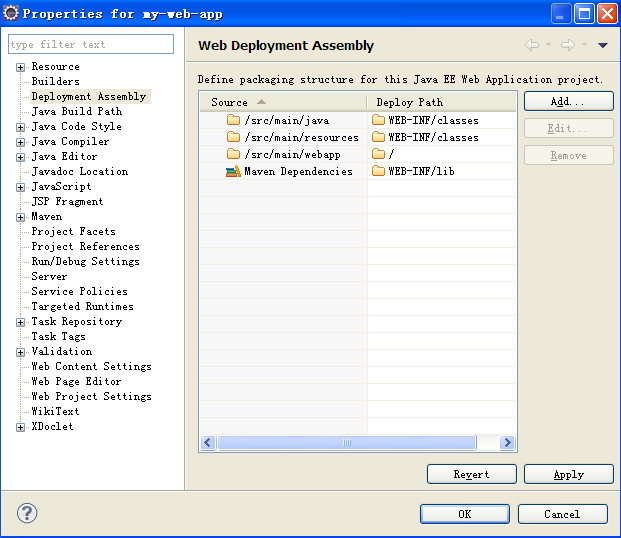 Properties for my-web-app
type filter text
Resource
Builders
Deployment Assembly
Java Build Path
Java Code Style
Java Compiler
Java Editor
Javadoc Location
JavaScript
JSP Fragment
Maven
Project Facets
Project References
Run/Debug Settings
Server
Service Policies
Targeted Runtimes
Task Repository
Task Tags
Validation
Web Content Settings
Web Page Editor
Web Project Settings
WikiText
XDoclet
Web Deployment Assembly
Define packaging structure for this Java EE Web Application project.
Source Deploy Path
/src/main/java WEB-INF/classes
/src/main/resources WEB-INF/classes
/src/main/webapp /
Maven Dependencies WEB-INF/lib
Add...
Edit...
Remove
Revert Apply
? OK Cancel